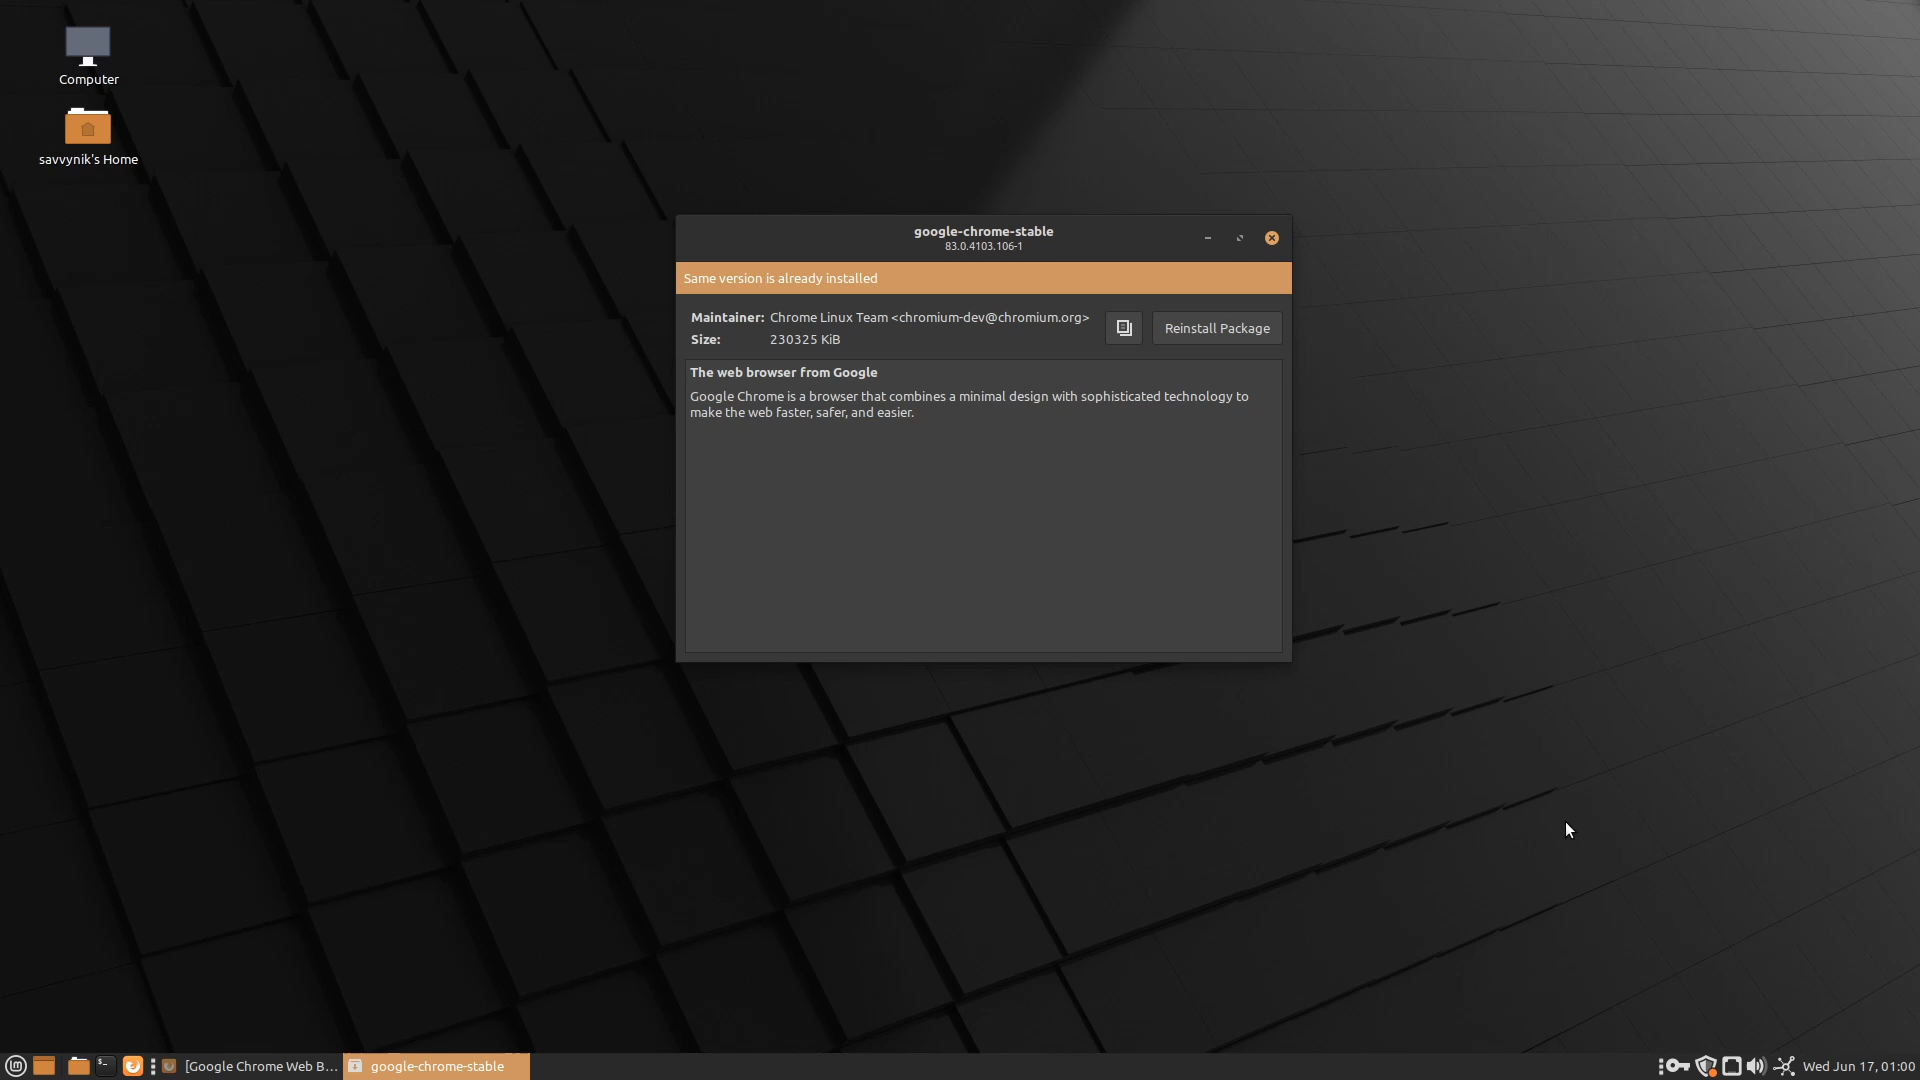 Computer
savvynik's Home
google-chrome-stable
83.0.4103.106-1
Same version is already installed
Maintainer: Chrome Linux Team <chromium-dev@chromium.org>
Size: 230325 KiB
Reinstall Package
The web browser from Google
Google Chrome is a browser that combines a minimal design with sophisticated technology to
make the web faster, safer, and easier.
[Google Chrome Web B...
google-chrome-stable
Wed Jun 17, 01:00